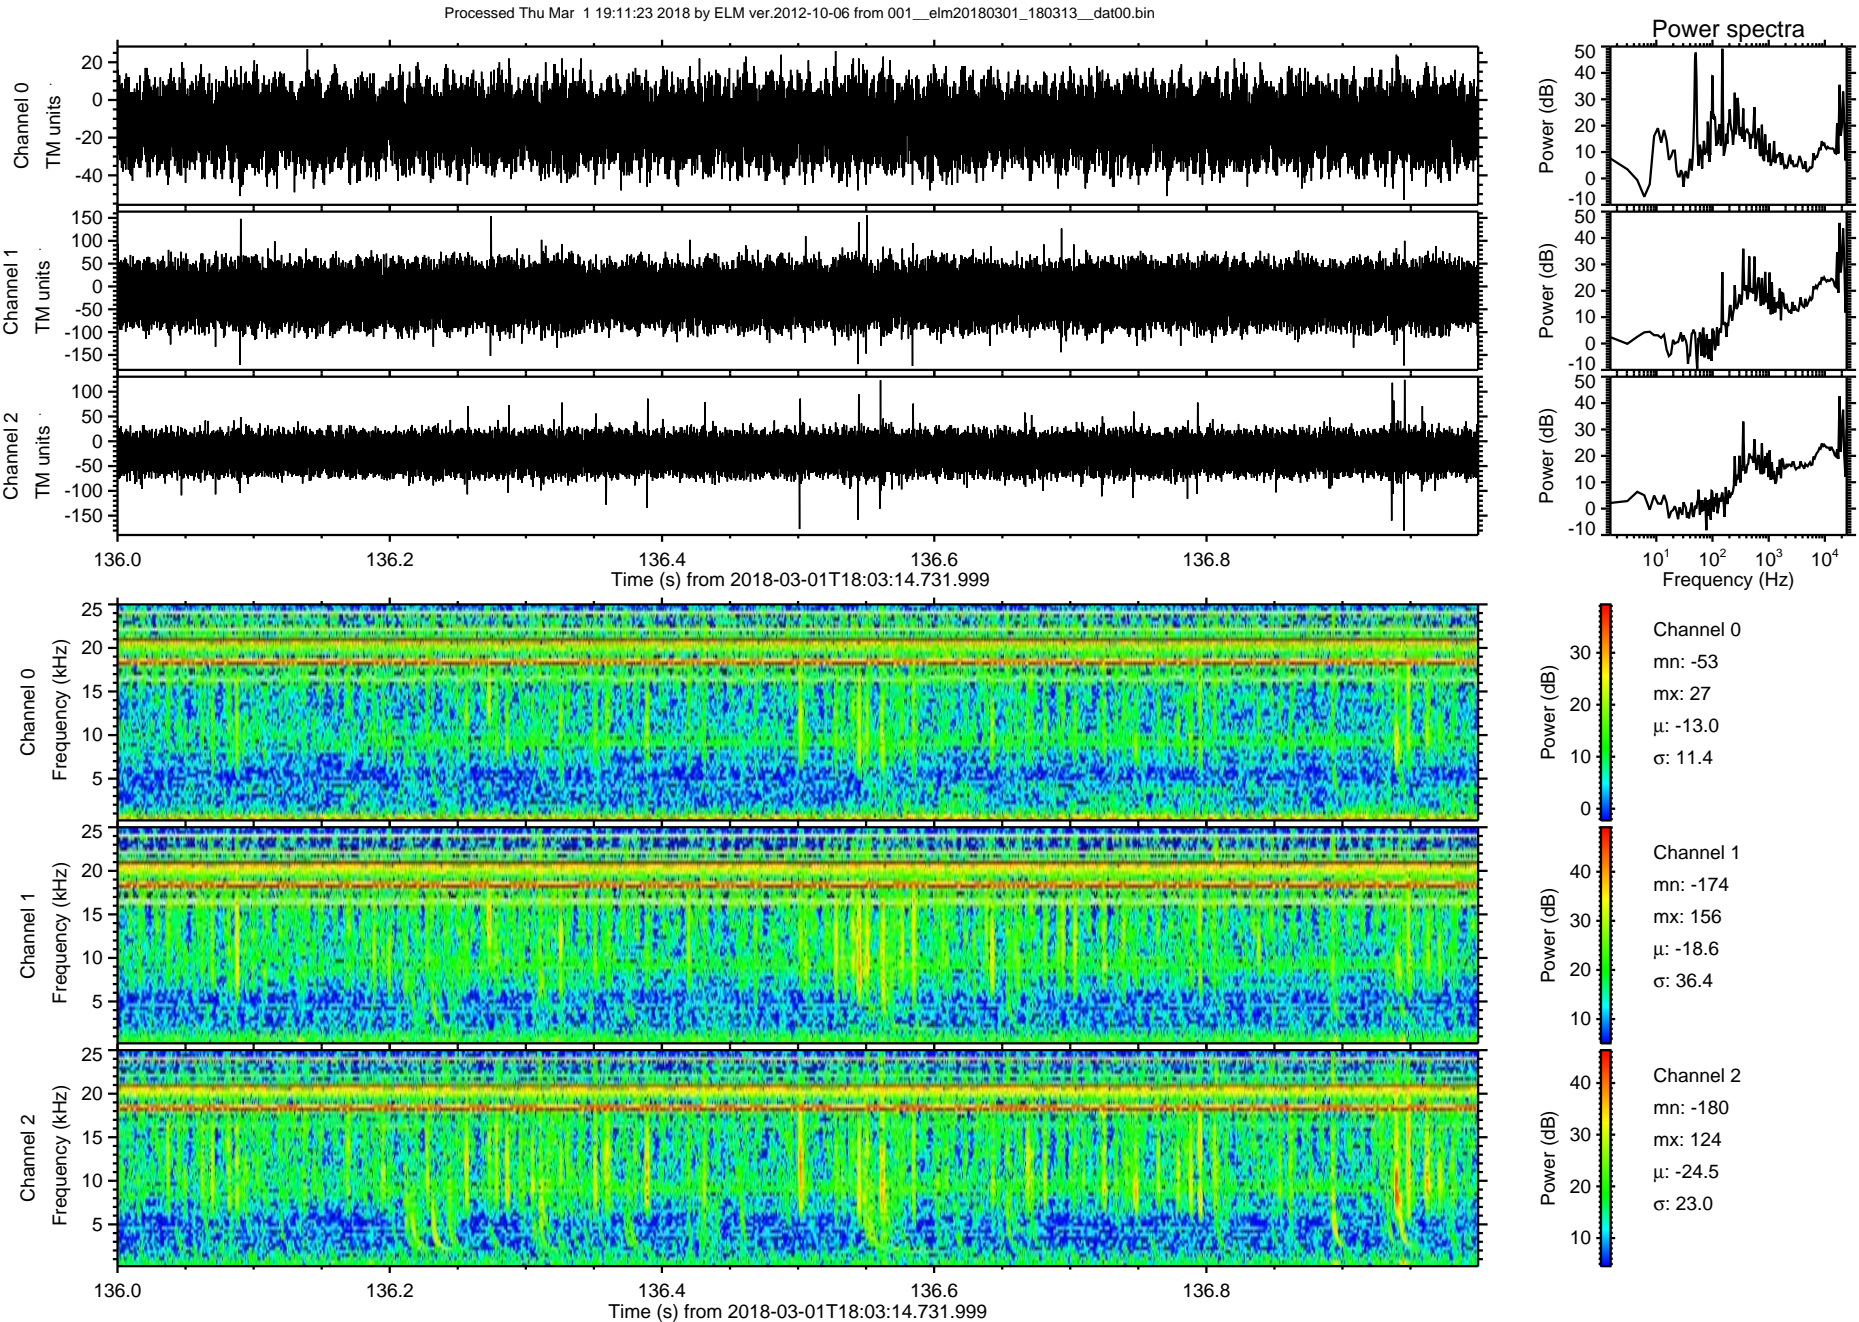 Processed Thu Mar  1 19:11:23 2018 by ELM ver.2012-10-06 from 001__elm20180301_180313__dat00.bin
Power spectra
Channel 0
TM units
20
0
-20
-40
Power (dB)
50
40
30
20
10
0
-10
Channel 1
TM units
150
100
50
0
-50
-100
-150
Power (dB)
50
40
30
20
10
0
-10
Channel 2
TM units
100
50
0
-50
-100
-150
Power (dB)
50
40
30
20
10
0
-10
136.0 136.2 136.4 136.6 136.8
Time (s) from 2018-03-01T18:03:14.731.999
10^1 10^2 10^3 10^4
Frequency (Hz)
Channel 0
Frequency (kHz)
25
20
15
10
5
Power (dB)
30
20
10
0
Channel 0
mn: -53
mx: 27
μ: -13.0
σ: 11.4
Channel 1
Frequency (kHz)
25
20
15
10
5
Power (dB)
40
30
20
10
Channel 1
mn: -174
mx: 156
μ: -18.6
σ: 36.4
Channel 2
Frequency (kHz)
25
20
15
10
5
Power (dB)
40
30
20
10
Channel 2
mn: -180
mx: 124
μ: -24.5
σ: 23.0
136.0 136.2 136.4 136.6 136.8
Time (s) from 2018-03-01T18:03:14.731.999